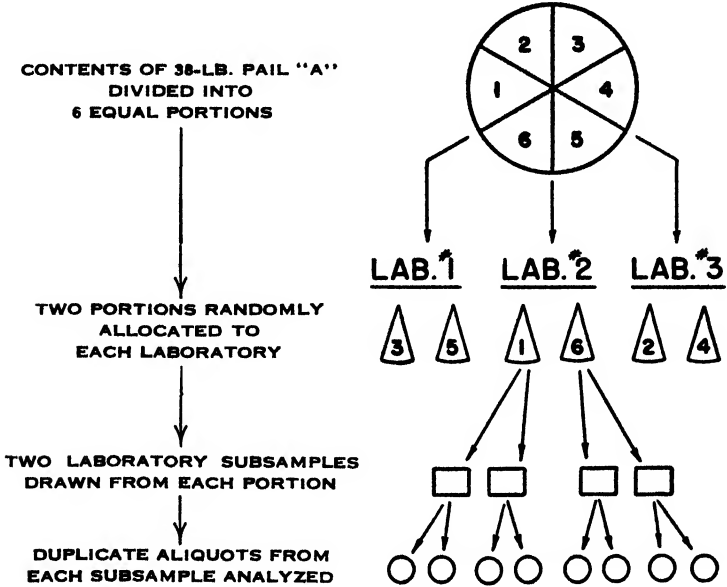 CONTENTS OF 38-LB. PAIL "A"
DIVIDED INTO
6 EQUAL PORTIONS
2 3
1 4
6 5
LAB.#1 LAB.#2 LAB.#3
TWO PORTIONS RANDOMLY
ALLOCATED TO
EACH LABORATORY
3 5 1 6 2 4
TWO LABORATORY SUBSAMPLES
DRAWN FROM EACH PORTION
DUPLICATE ALIQUOTS FROM
EACH SUBSAMPLE ANALYZED